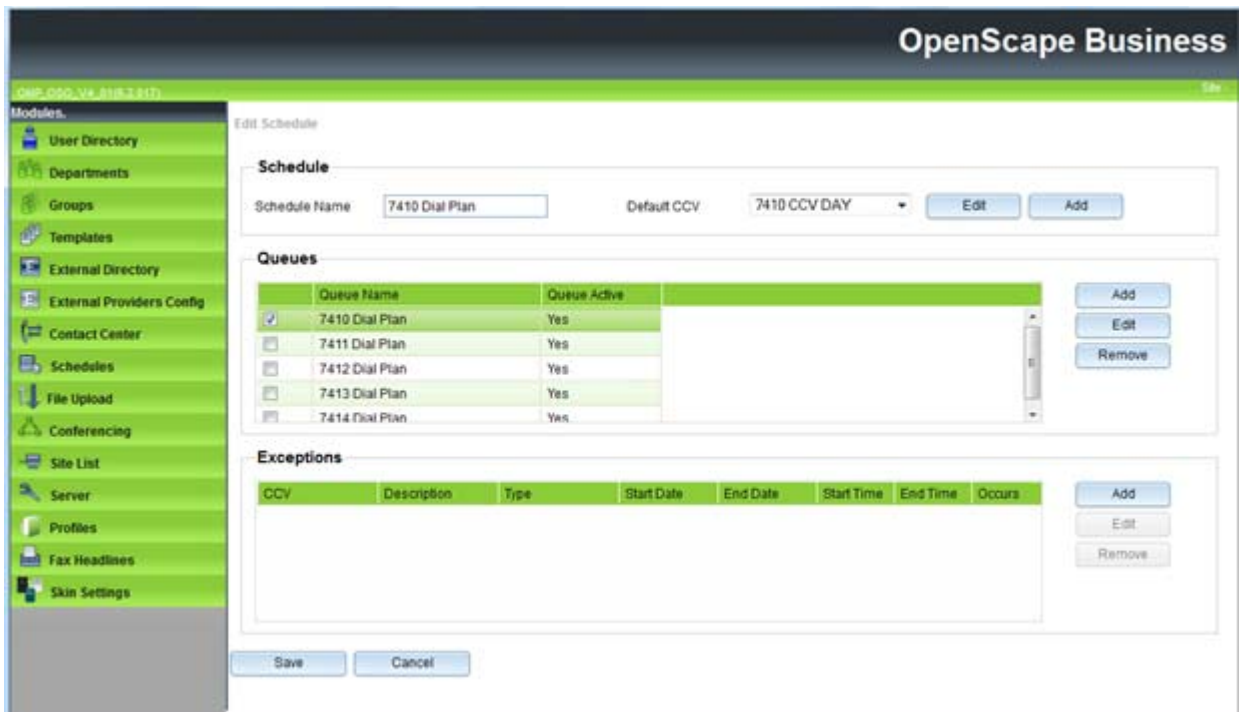 OpenScape Business
Site
Modules.
User Directory
Departments
Groups
Templates
External Directory
External Providers Config
Contact Center
Schedules
File Upload
Conferencing
Site List
Server
Profiles
Fax Headlines
Skin Settings
Edit Schedule
Schedule
Schedule Name 7410 Dial Plan Default CCV 7410 CCV DAY Edit Add
Queues
Queue Name Queue Active
7410 Dial Plan Yes
7411 Dial Plan Yes
7412 Dial Plan Yes
7413 Dial Plan Yes
7414 Dial Plan Yes
Add
Edit
Remove
Exceptions
CCV Description Type Start Date End Date Start Time End Time Occurs
Add
Edit
Remove
Save Cancel